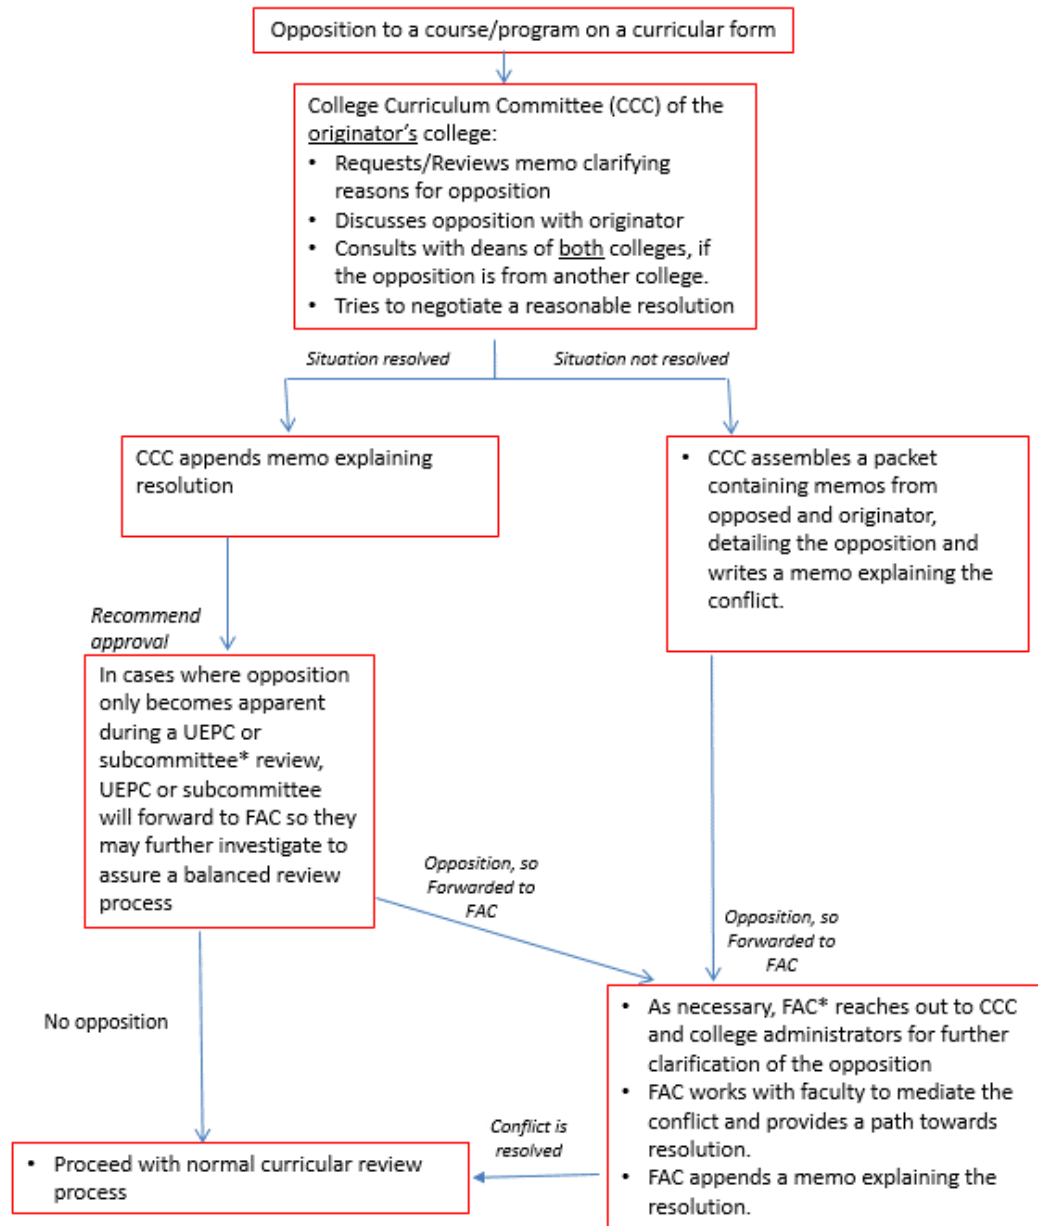 Opposition to a course/program on a curricular form
College Curriculum Committee (CCC) of the
originator's college:
• Requests/Reviews memo clarifying
reasons for opposition
• Discusses opposition with originator
• Consults with deans of both colleges, if
the opposition is from another college.
• Tries to negotiate a reasonable resolution
Situation resolved
Situation not resolved
CCC appends memo explaining
resolution
• CCC assembles a packet
containing memos from
opposed and originator,
detailing the opposition and
writes a memo explaining the
conflict.
Recommend
approval
In cases where opposition
only becomes apparent
during a UEPC or
subcommittee* review,
UEPC or subcommittee
will forward to FAC so they
may further investigate to
assure a balanced review
process
Opposition, so
Forwarded to
FAC
Opposition, so
Forwarded to
FAC
No opposition
• As necessary, FAC* reaches out to CCC
and college administrators for further
clarification of the opposition
• FAC works with faculty to mediate the
conflict and provides a path towards
resolution.
• FAC appends a memo explaining the
resolution.
Conflict is
resolved
• Proceed with normal curricular review
process